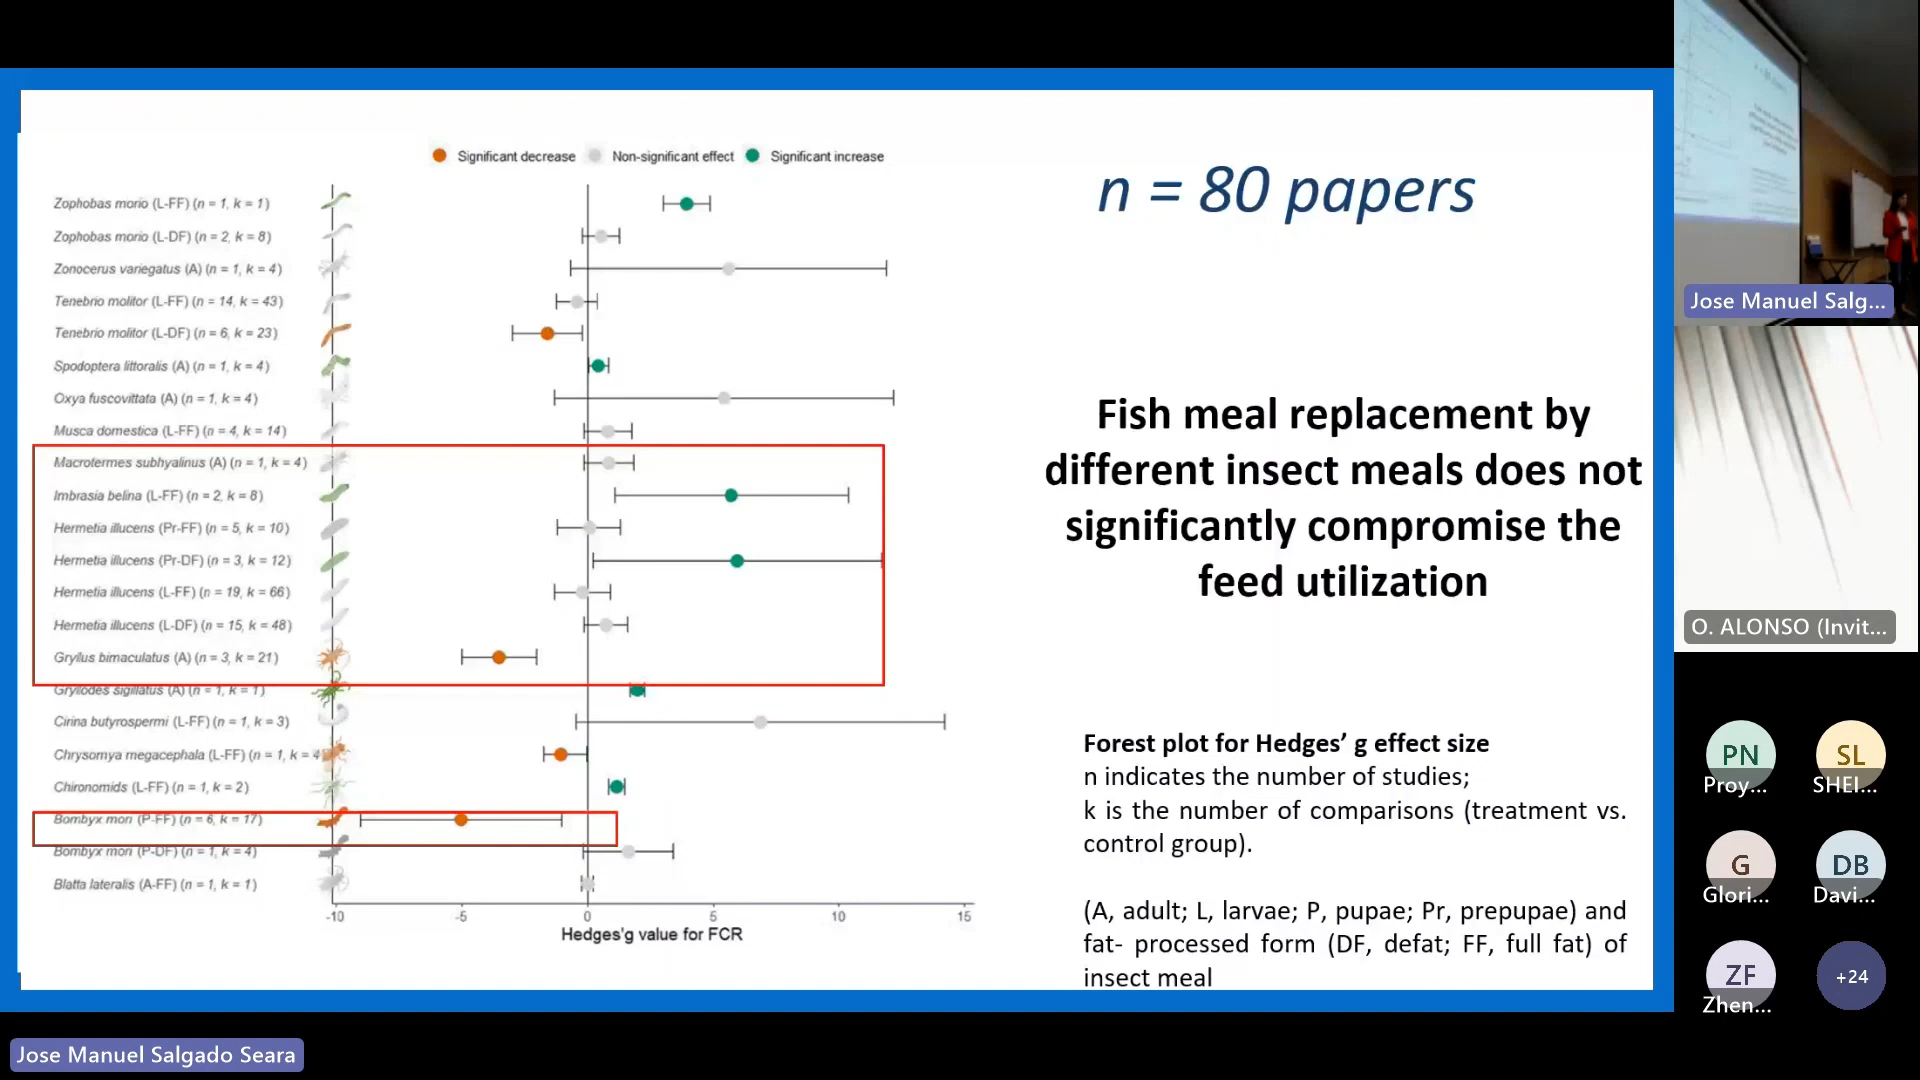 Significant decrease Non-significant effect Significant increase
Zophobas morio (L-FF) (n = 1, k = 1)
Zophobas morio (L-DF) (n = 2, k = 8)
Zonocerus variegatus (A) (n = 1, k = 4)
Tenebrio molitor (L-FF) (n = 14, k = 43)
Tenebrio molitor (L-DF) (n = 6, k = 23)
Spodoptera littoralis (A) (n = 1, k = 4)
Oxya fuscovittata (A) (n = 1, k = 4)
Musca domestica (L-FF) (n = 4, k = 14)
Macrotermes subhyalinus (A) (n = 1, k = 4)
Imbrasia belina (L-FF) (n = 2, k = 8)
Hermetia illucens (Pr-FF) (n = 5, k = 10)
Hermetia illucens (Pr-DF) (n = 3, k = 12)
Hermetia illucens (L-FF) (n = 19, k = 66)
Hermetia illucens (L-DF) (n = 15, k = 48)
Gryllus bimaculatus (A) (n = 3, k = 21)
Gryllodes sigillatus (A) (n = 1, k = 1)
Cirina butyrospermi (L-FF) (n = 1, k = 3)
Chrysomya megacephala (L-FF) (n = 1, k = 4
Chironomids (L-FF) (n = 1, k = 2)
Bombyx mori (P-FF) (n = 6, k = 17)
Bombyx mori (P-DF) (n = 1, k = 4)
Blatta lateralis (A-FF) (n = 1, k = 1)
-10 -5 0 5 10 15
Hedges'g value for FCR
n = 80 papers
Fish meal replacement by
different insect meals does not
significantly compromise the
feed utilization
Forest plot for Hedges’ g effect size
n indicates the number of studies;
k is the number of comparisons (treatment vs.
control group).
(A, adult; L, larvae; P, pupae; Pr, prepupae) and
fat- processed form (DF, defat; FF, full fat) of
insect meal
Jose Manuel Salg...
O. ALONSO (Invit...
PN
Proy...
SL
SHEI...
G
Glori...
DB
Davi...
ZF
Zhen...
+24
Jose Manuel Salgado Seara